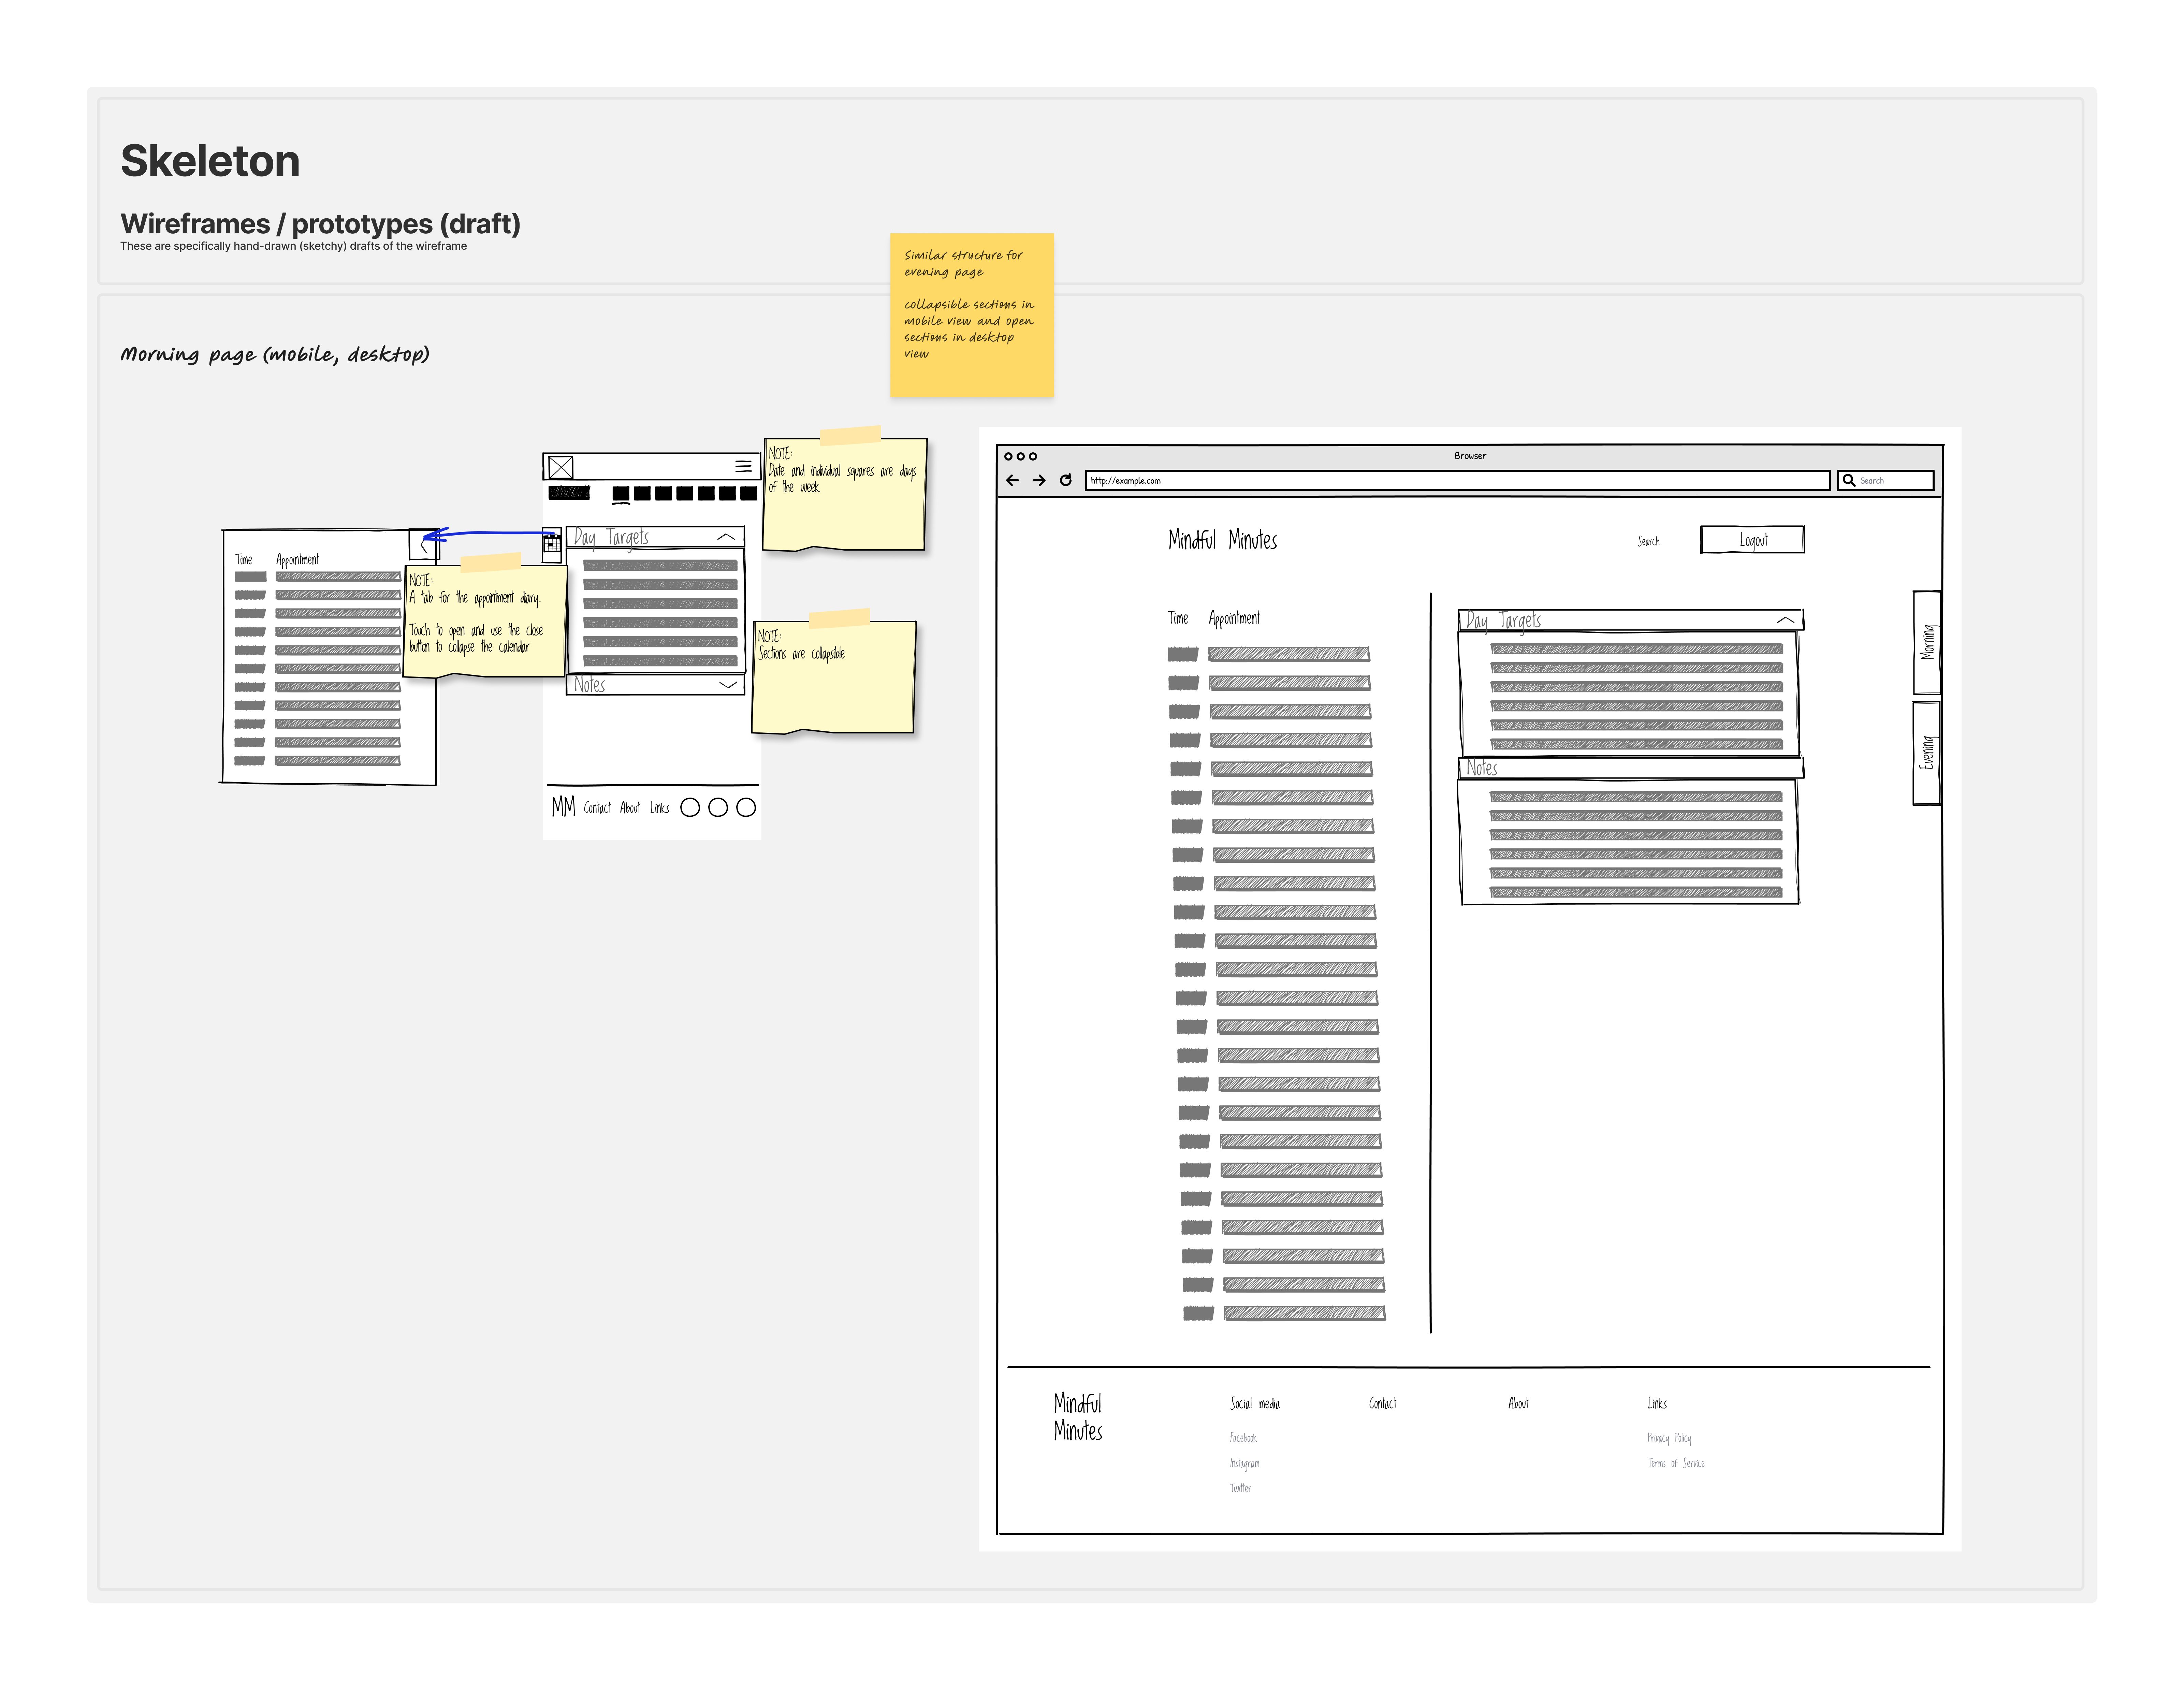 Skeleton
Wireframes / prototypes (draft)
These are specifically hand-drawn (sketchy) drafts of the wireframe
Similar structure for
evening page
collapsible sections in
mobile view and open
sections in desktop
view
Morning page (mobile, desktop)
NOTE:
Date and individual squares are days
of the week
Time Appointment
NOTE:
A tab for the appointment diary.
Touch to open and use the close
button to collapse the calendar
Day Targets
Notes
NOTE:
Sections are collapsible
MM Contact About Links
Browser
http://example.com
Search
Mindful Minutes
Search
Logout
Time Appointment
Day Targets
Notes
Morning
Evening
Mindful
Minutes
Social media
Facebook
Instagram
Twitter
Contact
About
Links
Privacy Policy
Terms of Service